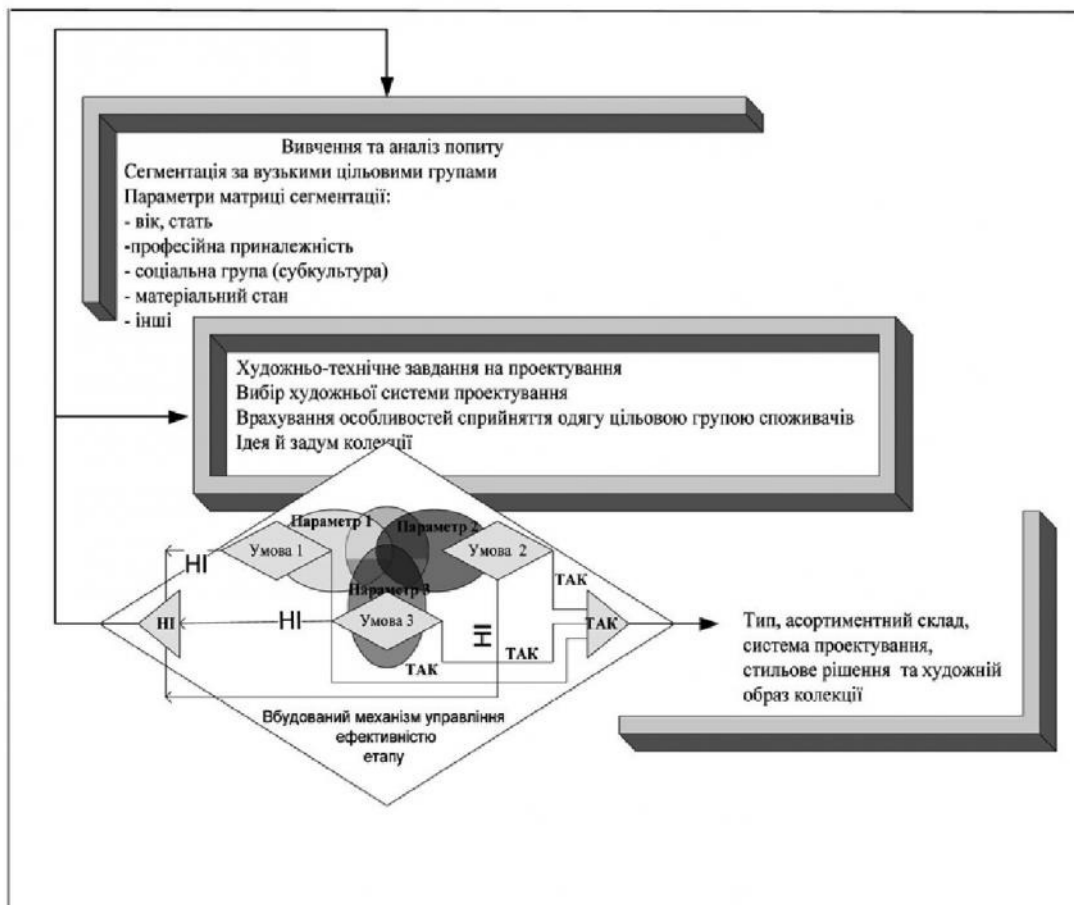 Вивчення та аналіз попиту
Сегментація за вузькими цільовими групами
Параметри матриці сегментації:
- вік, стать
-професійна приналежність
- соціальна група (субкультура)
- матеріальний стан
- інші
Художньо-технічне завдання на проектування
Вибір художньої системи проектування
Врахування особливостей сприйняття одягу цільовою групою споживачів
Ідея й задум колекції
Параметр 1
Параметр 2
Умова 1
Умова 2
НІ
ТАК
Параметр 3
НІ
НІ
Умова 3
НІ
ТАК
ТАК
ТАК
Тип, асортиментний склад,
система проектування,
стильове рішення та художній
образ колекції
Вбудований механізм управління
ефективністю
етапу